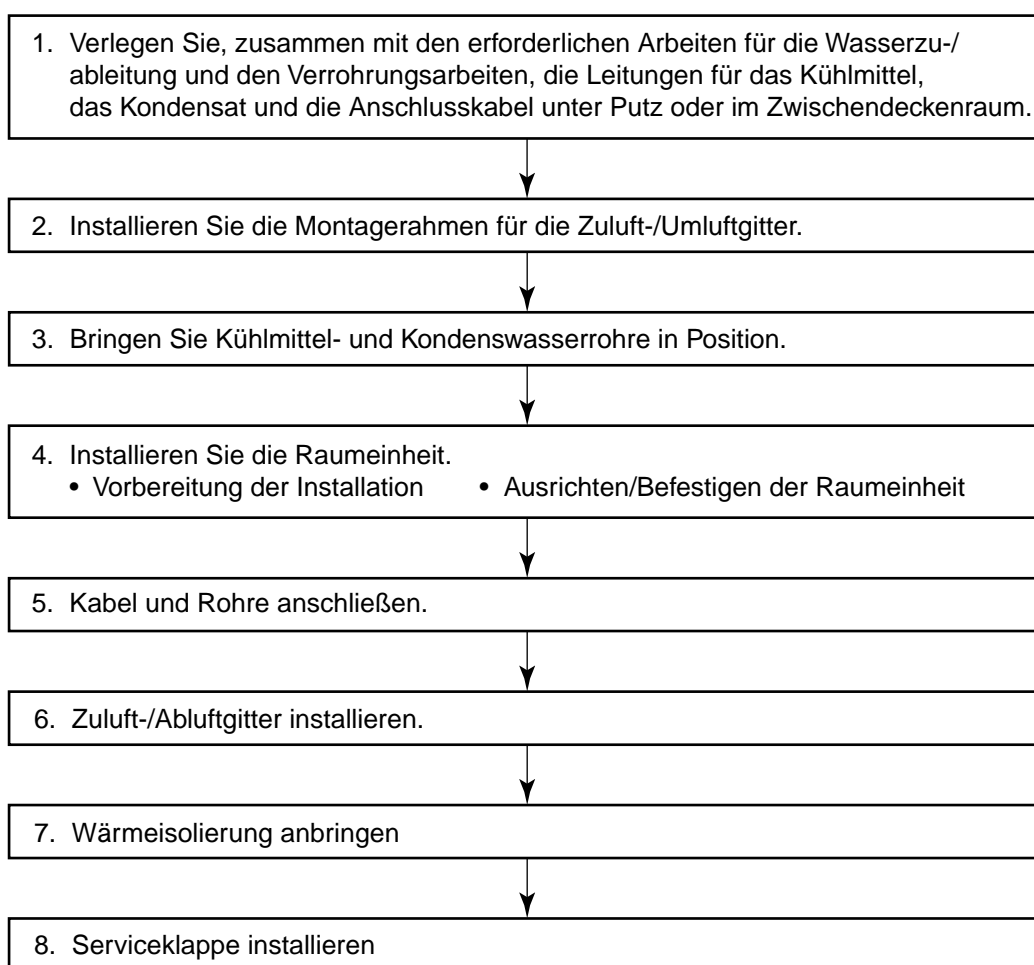 1. Verlegen Sie, zusammen mit den erforderlichen Arbeiten für die Wasserzu-/
ableitung und den Verrohrungsarbeiten, die Leitungen für das Kühlmittel,
das Kondensat und die Anschlusskabel unter Putz oder im Zwischendeckenraum.
2. Installieren Sie die Montagerahmen für die Zuluft-/Umluftgitter.
3. Bringen Sie Kühlmittel- und Kondenswasserrohre in Position.
4. Installieren Sie die Raumeinheit.
• Vorbereitung der Installation • Ausrichten/Befestigen der Raumeinheit
5. Kabel und Rohre anschließen.
6. Zuluft-/Abluftgitter installieren.
7. Wärmeisolierung anbringen
8. Serviceklappe installieren